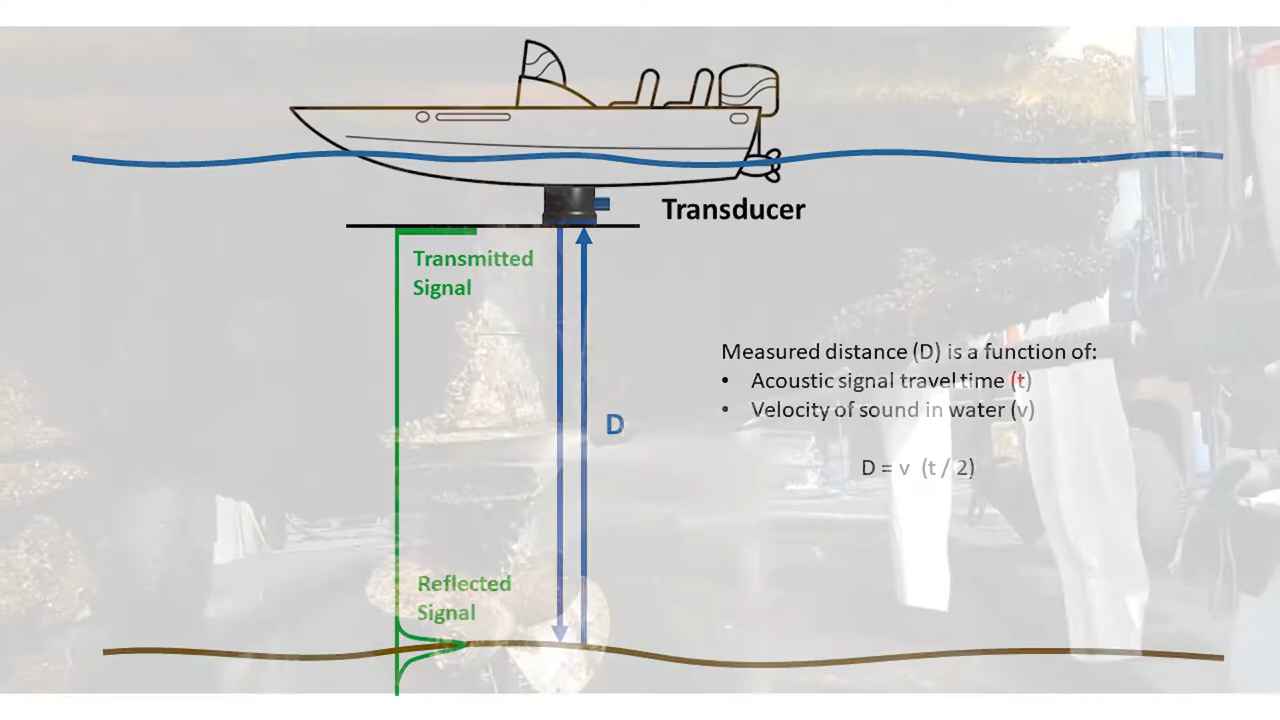 Transducer
Transmitted
Signal
Measured distance (D) is a function of:
• Acoustic signal travel time (t)
• Velocity of sound in water (v)
D
D = v (t / 2)
Reflected
Signal